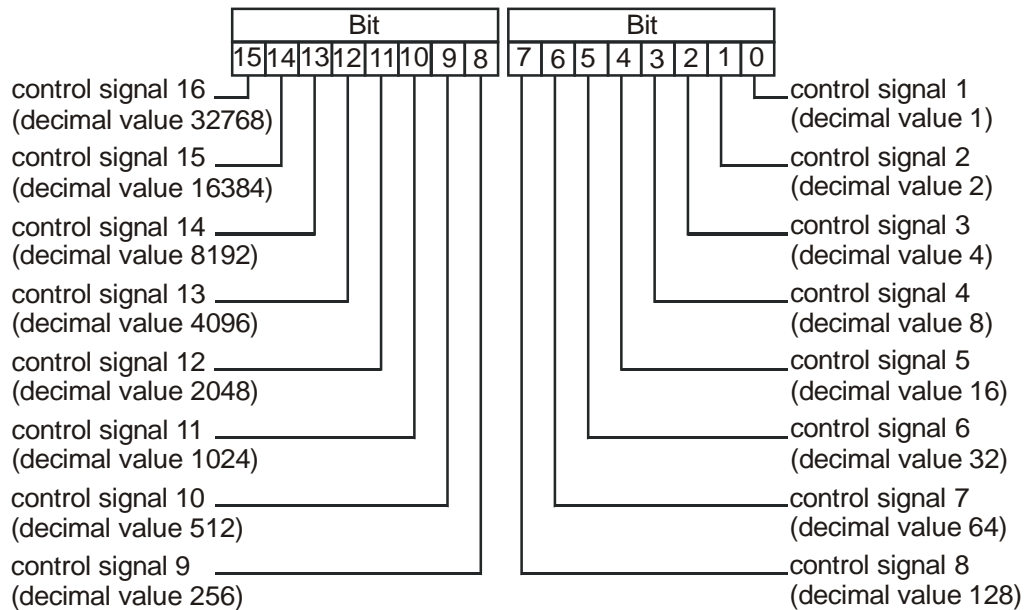 Bit
15 14 13 12 11 10 9 8
Bit
7 6 5 4 3 2 1 0
control signal 16
(decimal value 32768)
control signal 15
(decimal value 16384)
control signal 14
(decimal value 8192)
control signal 13
(decimal value 4096)
control signal 12
(decimal value 2048)
control signal 11
(decimal value 1024)
control signal 10
(decimal value 512)
control signal 9
(decimal value 256)
control signal 1
(decimal value 1)
control signal 2
(decimal value 2)
control signal 3
(decimal value 4)
control signal 4
(decimal value 8)
control signal 5
(decimal value 16)
control signal 6
(decimal value 32)
control signal 7
(decimal value 64)
control signal 8
(decimal value 128)